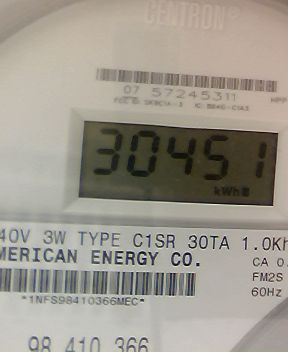 CENTRON®
07 57245311
30451
kWh
40V 3W TYPE C1SR 30TA 1.0Kh
MERICAN ENERGY CO.
CA 0.
FM2S
60Hz
*1NFS98410366MEC*
98 410 366